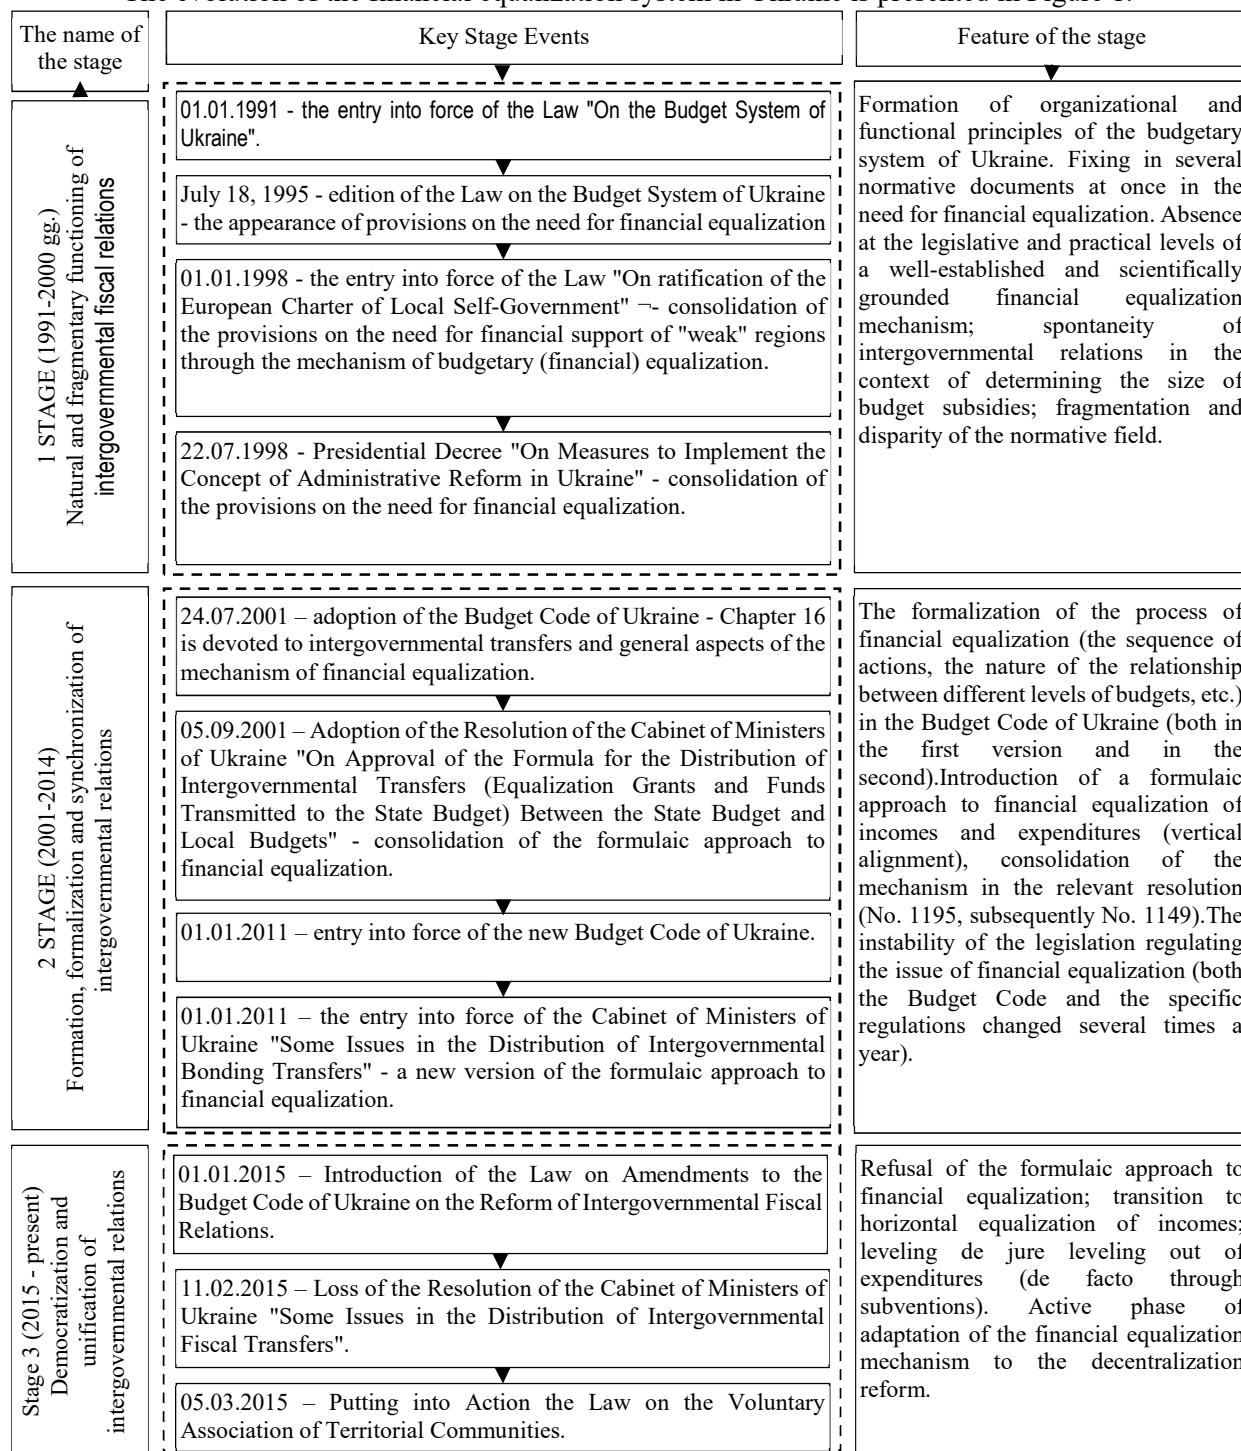 The evolution of the financial equalization system in Ukraine is presented in Figure 1.
The name of
the stage
Key Stage Events
Feature of the stage
1 STAGE (1991-2000 gg.)
Natural and fragmentary functioning of
intergovernmental fiscal relations
01.01.1991 - the entry into force of the Law "On the Budget System of
Ukraine".
July 18, 1995 - edition of the Law on the Budget System of Ukraine
- the appearance of provisions on the need for financial equalization
01.01.1998 - the entry into force of the Law "On ratification of the
European Charter of Local Self-Government" ¬- consolidation of
the provisions on the need for financial support of "weak" regions
through the mechanism of budgetary (financial) equalization.
22.07.1998 - Presidential Decree "On Measures to Implement the
Concept of Administrative Reform in Ukraine" - consolidation of
the provisions on the need for financial equalization.
Formation of organizational and
functional principles of the budgetary
system of Ukraine. Fixing in several
normative documents at once in the
need for financial equalization. Absence
at the legislative and practical levels of
a well-established and scientifically
grounded financial equalization
mechanism; spontaneity of
intergovernmental relations in the
context of determining the size of
budget subsidies; fragmentation and
disparity of the normative field.
2 STAGE (2001-2014)
Formation, formalization and synchronization of
intergovernmental relations
24.07.2001 – adoption of the Budget Code of Ukraine - Chapter 16
is devoted to intergovernmental transfers and general aspects of the
mechanism of financial equalization.
05.09.2001 – Adoption of the Resolution of the Cabinet of Ministers
of Ukraine "On Approval of the Formula for the Distribution of
Intergovernmental Transfers (Equalization Grants and Funds
Transmitted to the State Budget) Between the State Budget and
Local Budgets" - consolidation of the formulaic approach to
financial equalization.
01.01.2011 – entry into force of the new Budget Code of Ukraine.
01.01.2011 – the entry into force of the Cabinet of Ministers of
Ukraine "Some Issues in the Distribution of Intergovernmental
Bonding Transfers" - a new version of the formulaic approach to
financial equalization.
The formalization of the process of
financial equalization (the sequence of
actions, the nature of the relationship
between different levels of budgets, etc.)
in the Budget Code of Ukraine (both in
the first version and in the
second).Introduction of a formulaic
approach to financial equalization of
incomes and expenditures (vertical
alignment), consolidation of the
mechanism in the relevant resolution
(No. 1195, subsequently No. 1149).The
instability of the legislation regulating
the issue of financial equalization (both
the Budget Code and the specific
regulations changed several times a
year).
Stage 3 (2015 - present)
Democratization and
unification of
intergovernmental relations
01.01.2015 – Introduction of the Law on Amendments to the
Budget Code of Ukraine on the Reform of Intergovernmental Fiscal
Relations.
11.02.2015 – Loss of the Resolution of the Cabinet of Ministers of
Ukraine "Some Issues in the Distribution of Intergovernmental
Fiscal Transfers".
05.03.2015 – Putting into Action the Law on the Voluntary
Association of Territorial Communities.
Refusal of the formulaic approach to
financial equalization; transition to
horizontal equalization of incomes;
leveling de jure leveling out of
expenditures (de facto through
subventions). Active phase of
adaptation of the financial equalization
mechanism to the decentralization
reform.